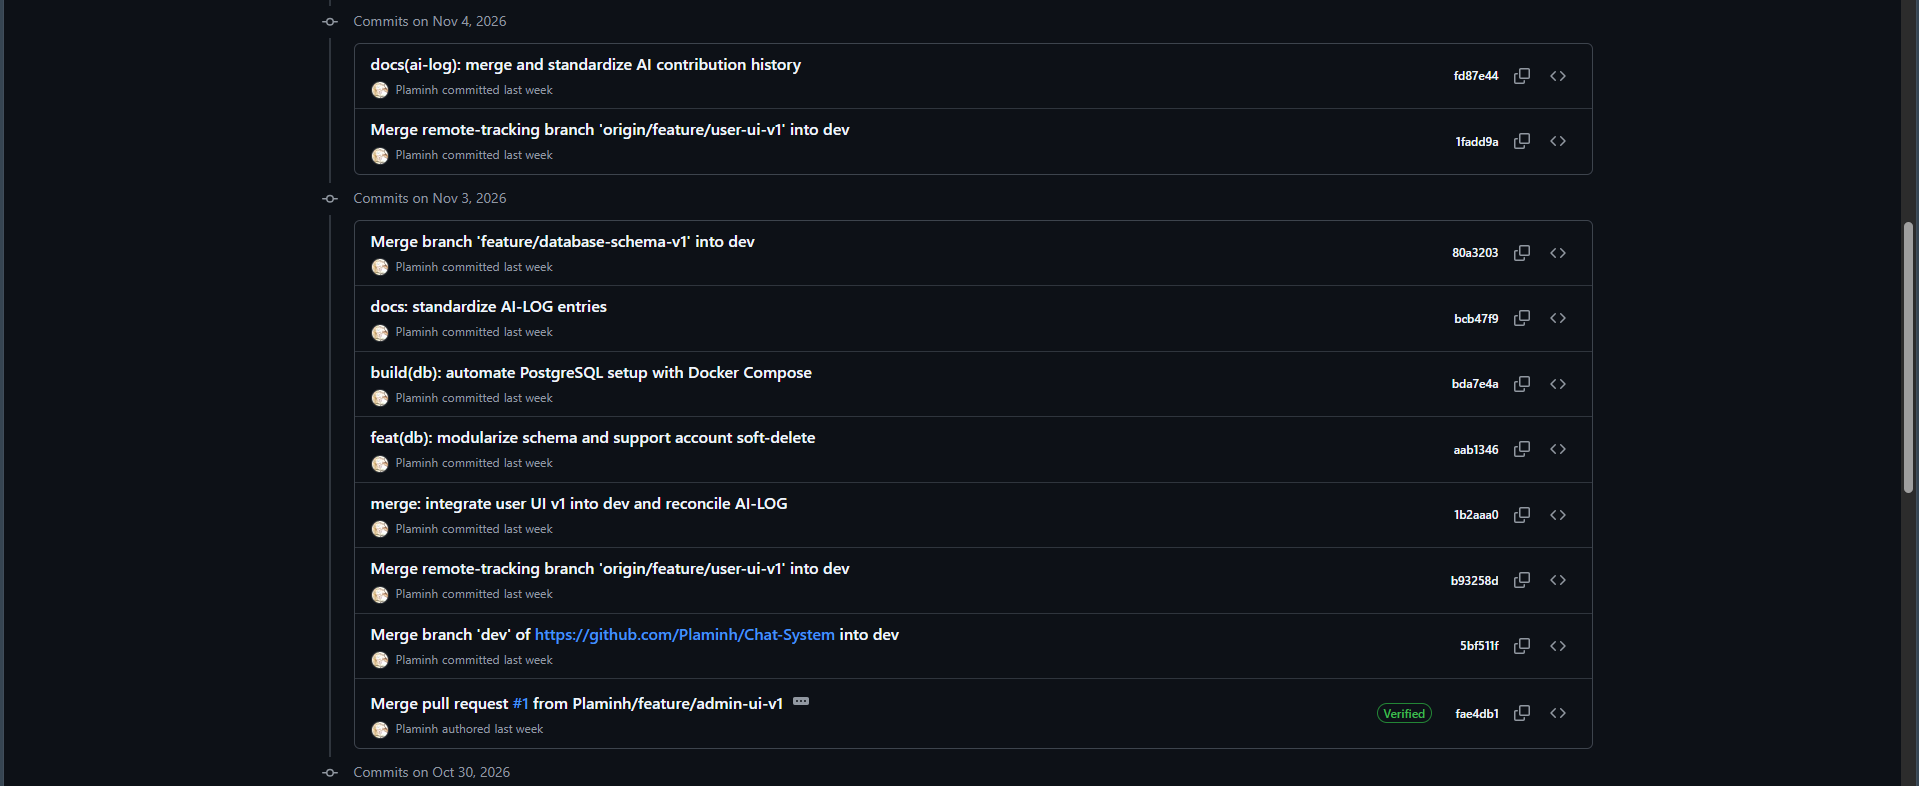 Commits on Nov 4, 2026
docs(ai-log): merge and standardize AI contribution history
fd87e44
Plaminh committed last week
Merge remote-tracking branch 'origin/feature/user-ui-v1' into dev
1fadd9a
Plaminh committed last week
Commits on Nov 3, 2026
Merge branch 'feature/database-schema-v1' into dev
80a3203
Plaminh committed last week
docs: standardize AI-LOG entries
bcb47f9
Plaminh committed last week
build(db): automate PostgreSQL setup with Docker Compose
bda7e4a
Plaminh committed last week
feat(db): modularize schema and support account soft-delete
aab1346
Plaminh committed last week
merge: integrate user UI v1 into dev and reconcile AI-LOG
1b2aaa0
Plaminh committed last week
Merge remote-tracking branch 'origin/feature/user-ui-v1' into dev
b93258d
Plaminh committed last week
Merge branch 'dev' of https://github.com/Plaminh/Chat-System into dev
5bf511f
Plaminh committed last week
Merge pull request #1 from Plaminh/feature/admin-ui-v1
Verified fae4db1
Plaminh authored last week
Commits on Oct 30, 2026